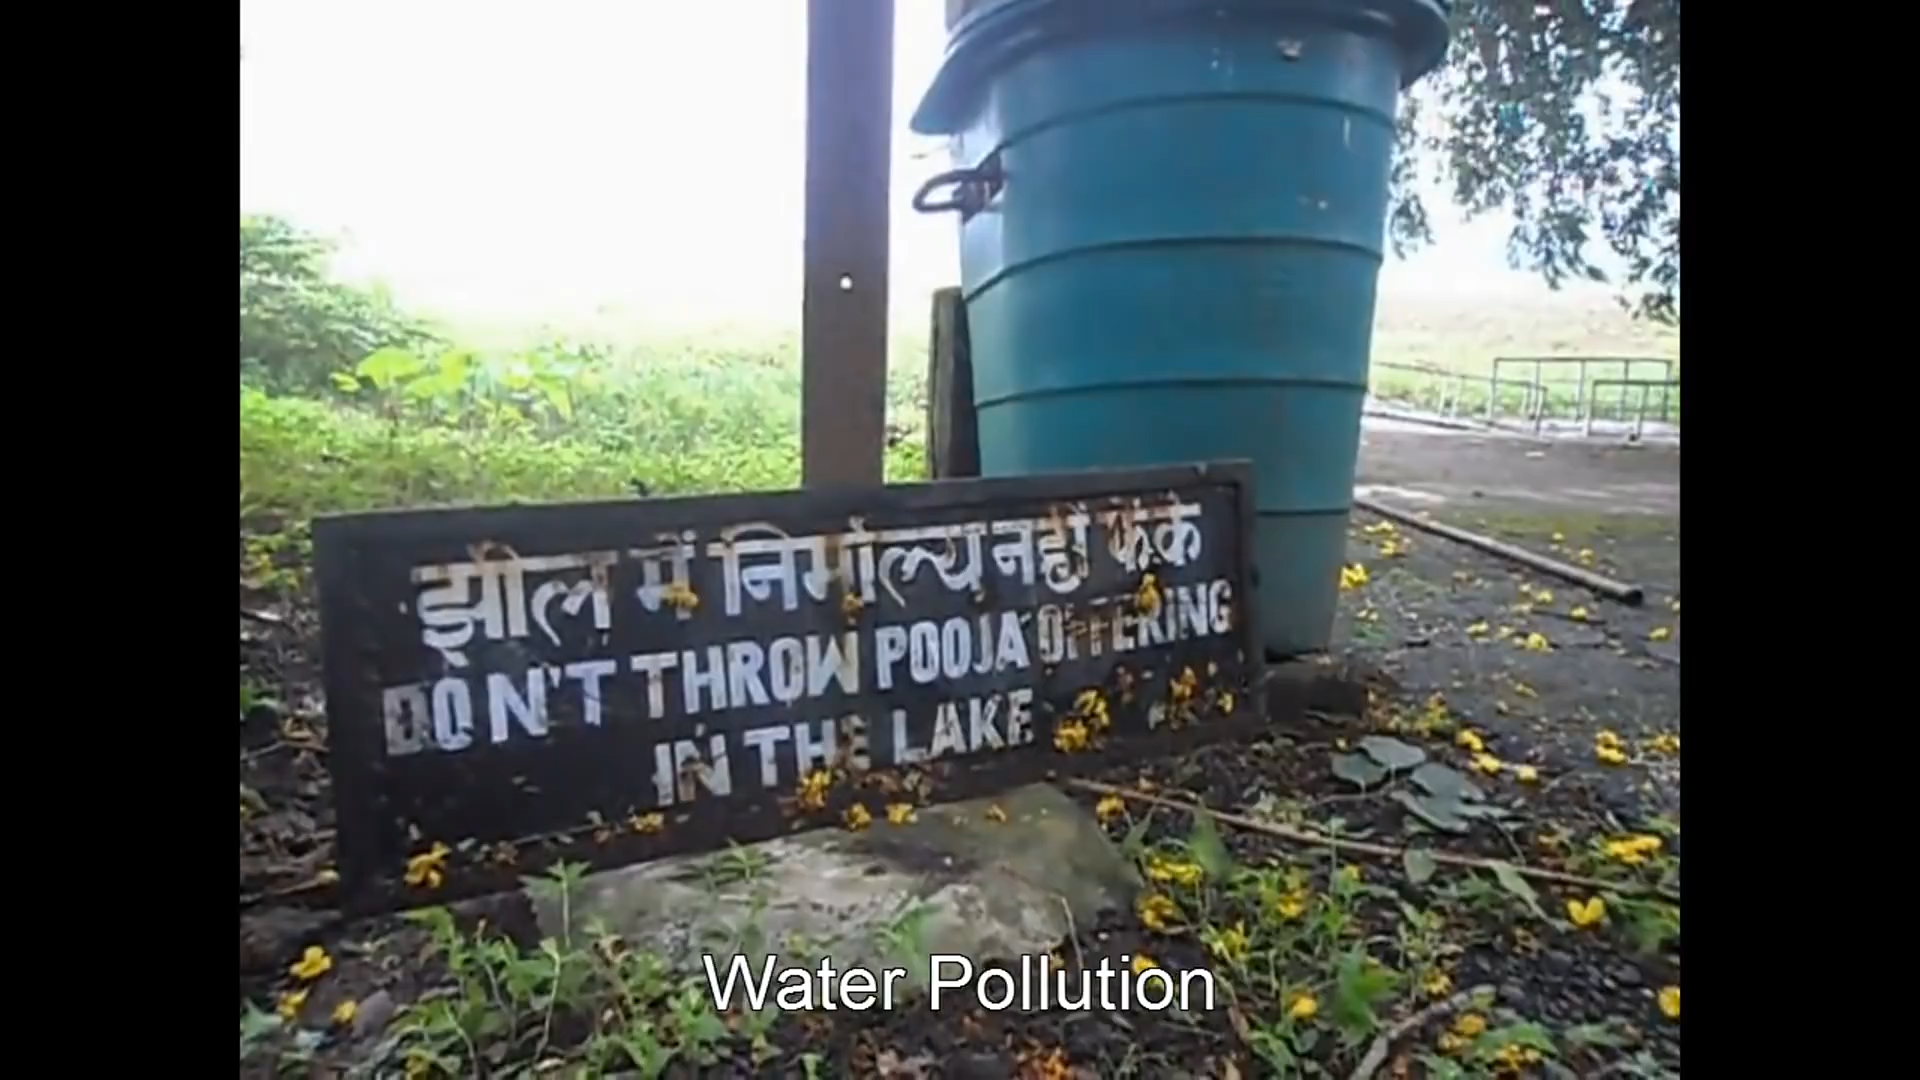 झील में निर्माल्य नहीं फेंके
DON'T THROW POOJA OFFERING
IN THE LAKE
Water Pollution